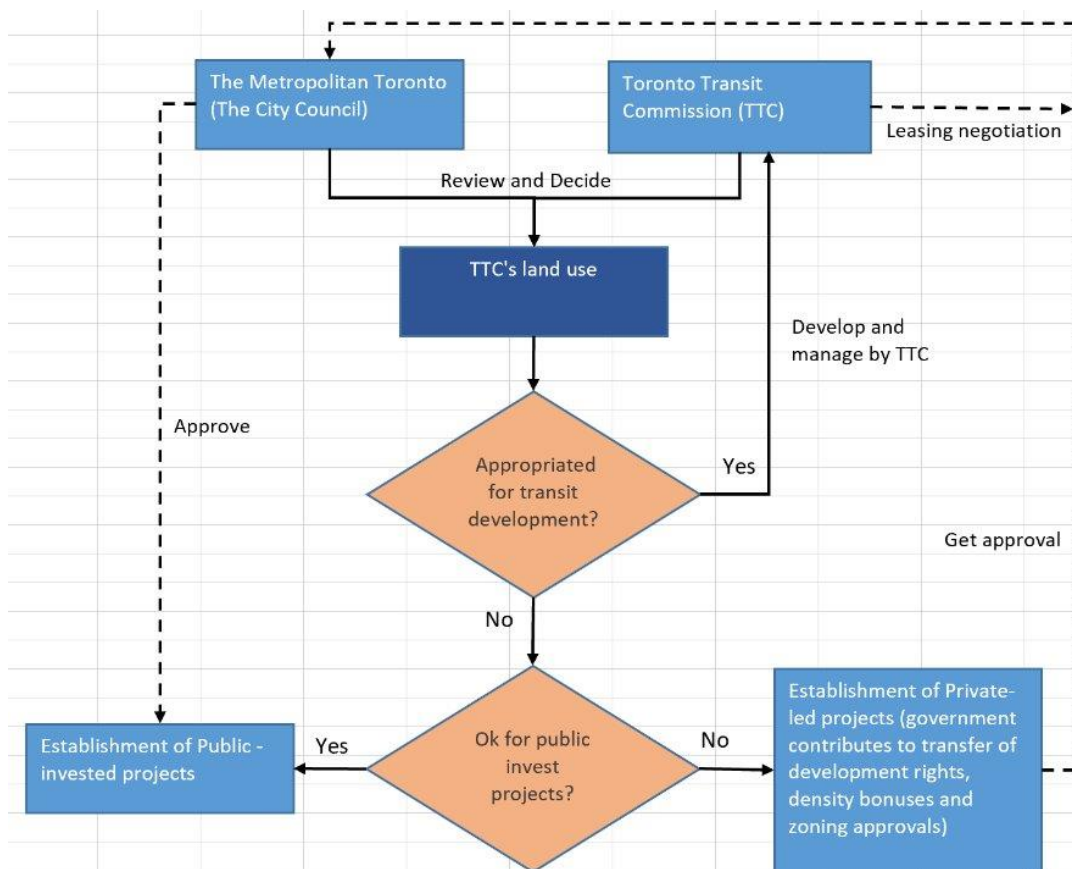 The Metropolitan Toronto
(The City Council)
Toronto Transit
Commission (TTC)
Leasing negotiation
Review and Decide
TTC's land use
Develop and
manage by TTC
Approve
Appropriated
for transit
development?
Yes
Get approval
No
Establishment of Public -
invested projects
Yes
Ok for public
invest
projects?
No
Establishment of Private-
led projects (government
contributes to transfer of
development rights,
density bonuses and
zoning approvals)